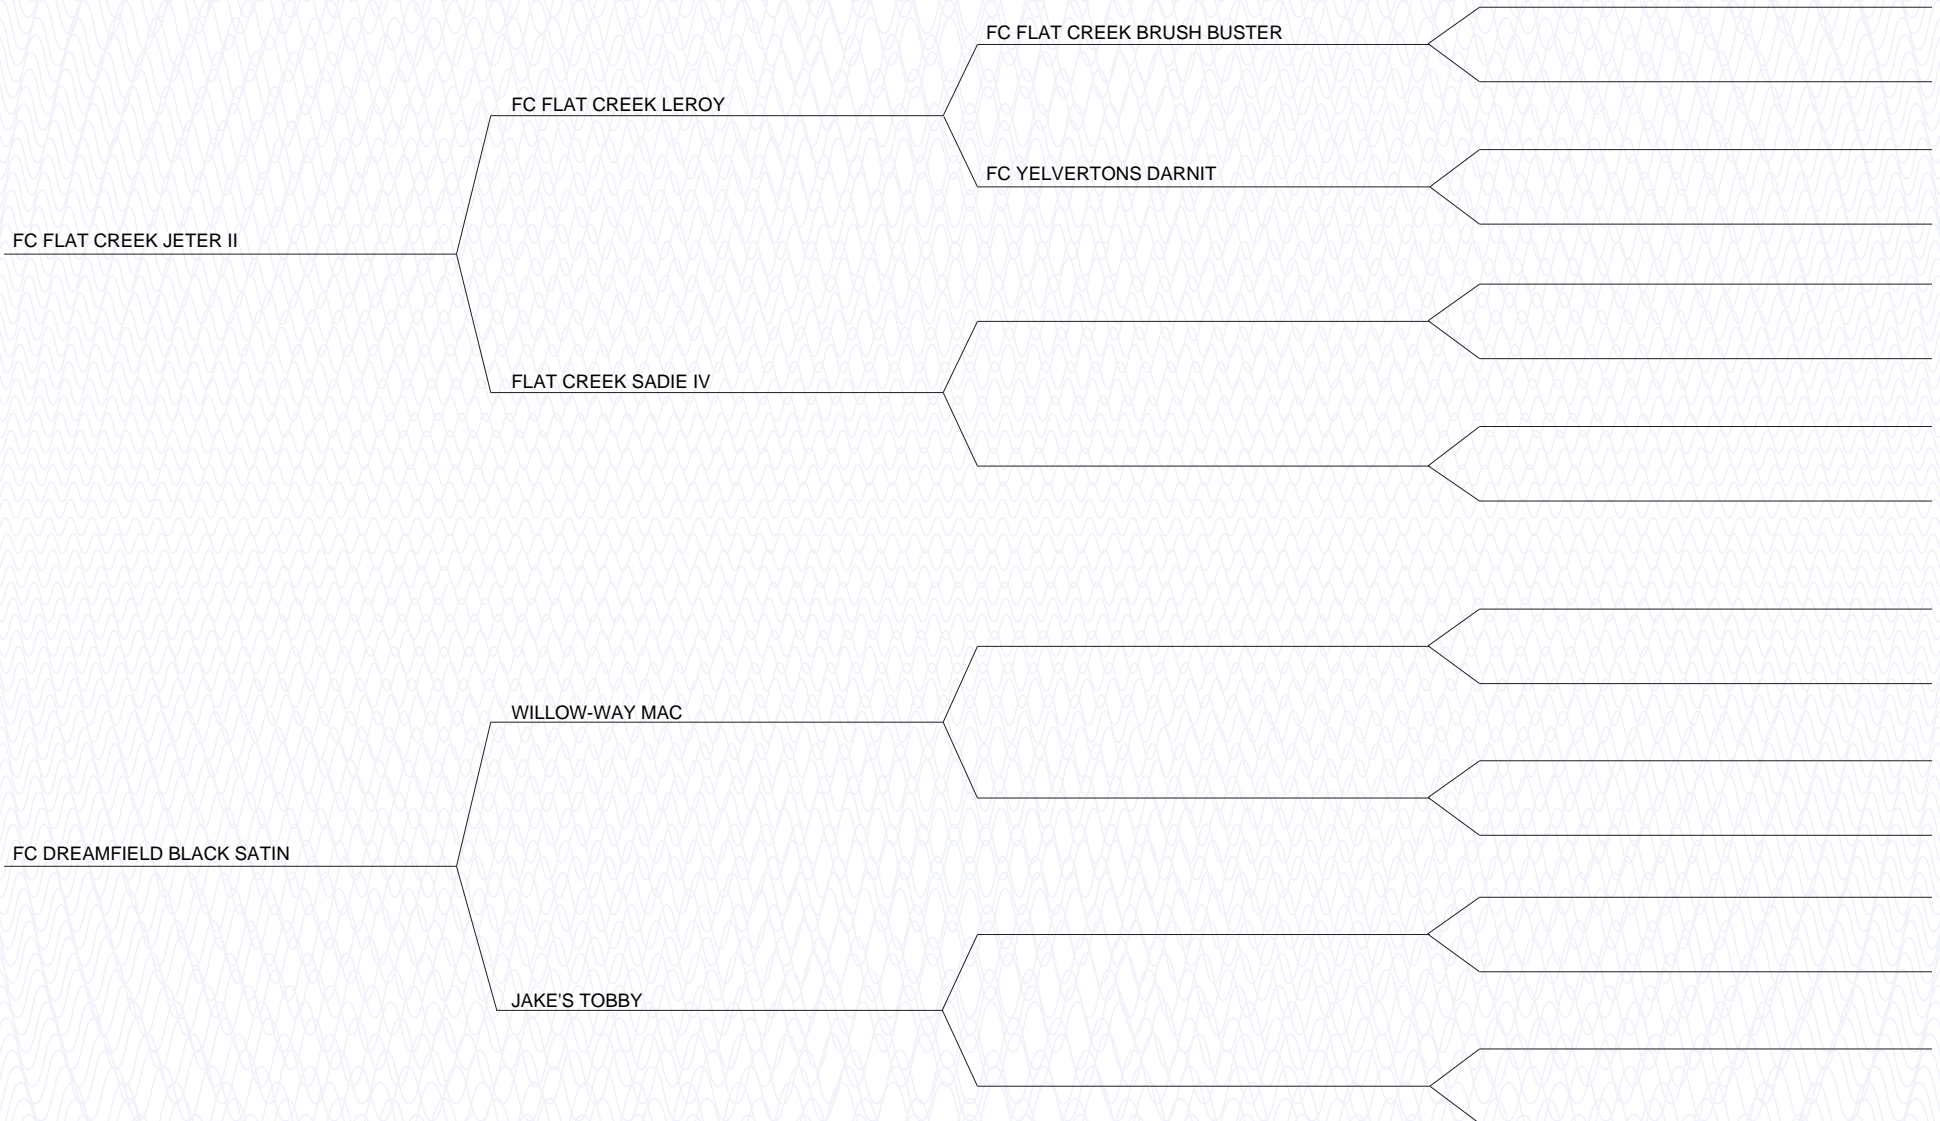 FC FLAT CREEK BRUSH BUSTER
FC FLAT CREEK LEROY
FC YELVERTONS DARNIT
FC FLAT CREEK JETER II
FLAT CREEK SADIE IV
WILLOW-WAY MAC
FC DREAMFIELD BLACK SATIN
JAKE'S TOBBY